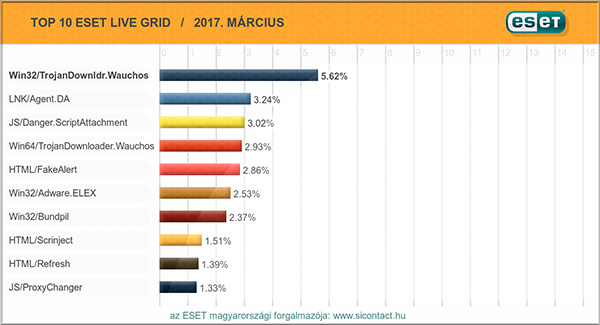 TOP 10 ESET LIVE GRID / 2017. MÁRCIUS
eseT
0 1 2 3 4 5 6 7 8 9 10 11 12 13 14 15
Win32/TrojanDownldr.Wauchos 5.62%
LNK/Agent.DA 3.24%
JS/Danger.ScriptAttachment 3.02%
Win64/TrojanDownloader.Wauchos 2.93%
HTML/FakeAlert 2.86%
Win32/Adware.ELEX 2.53%
Win32/Bundpil 2.37%
HTML/Scrinject 1.51%
HTML/Refresh 1.39%
JS/ProxyChanger 1.33%
az ESET magyarországi forgalmazója: www.sicontact.hu